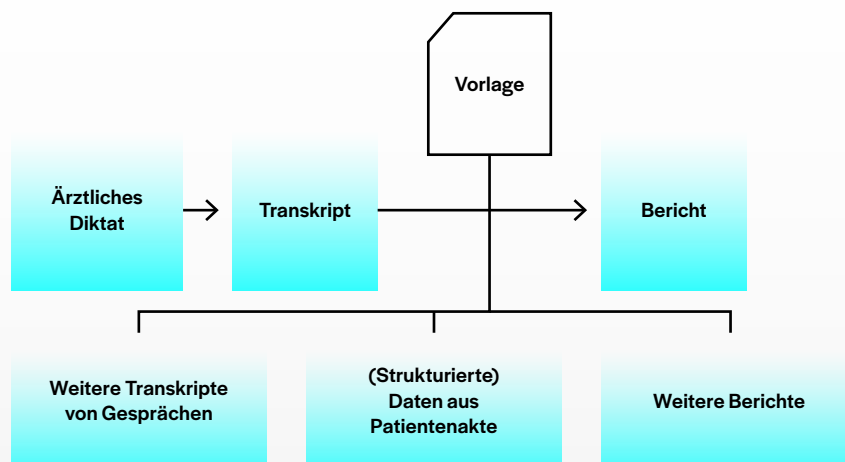 Vorlage
Ärztliches
Diktat
Transkript
Bericht
Weitere Transkripte
von Gesprächen
(Strukturierte)
Daten aus
Patientenakte
Weitere Berichte